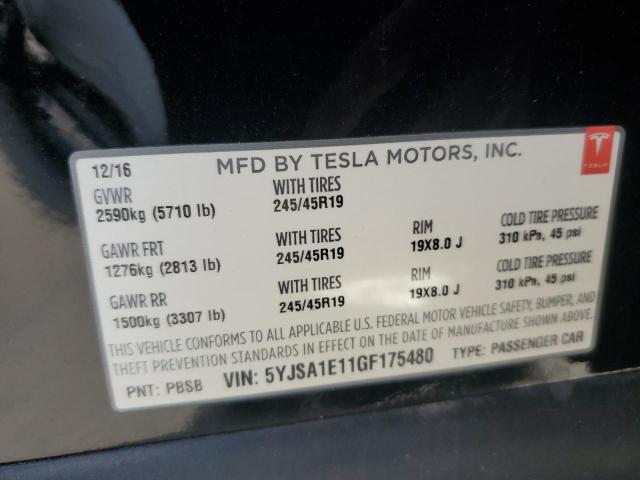 12/16 MFD BY TESLA MOTORS, INC.
TESLA
GVWR WITH TIRES
2590kg (5710 lb) 245/45R19
GAWR FRT WITH TIRES RIM COLD TIRE PRESSURE
1276kg (2813 lb) 245/45R19 19X8.0 J 310 kPa, 45 psi
GAWR RR WITH TIRES RIM COLD TIRE PRESSURE
1500kg (3307 lb) 245/45R19 19X8.0 J 310 kPa, 45 psi
THIS VEHICLE CONFORMS TO ALL APPLICABLE U.S. FEDERAL MOTOR VEHICLE SAFETY, BUMPER, AND
THEFT PREVENTION STANDARDS IN EFFECT ON THE DATE OF MANUFACTURE SHOWN ABOVE.
PNT: PBSB VIN: 5YJSA1E11GF175480 TYPE: PASSENGER CAR